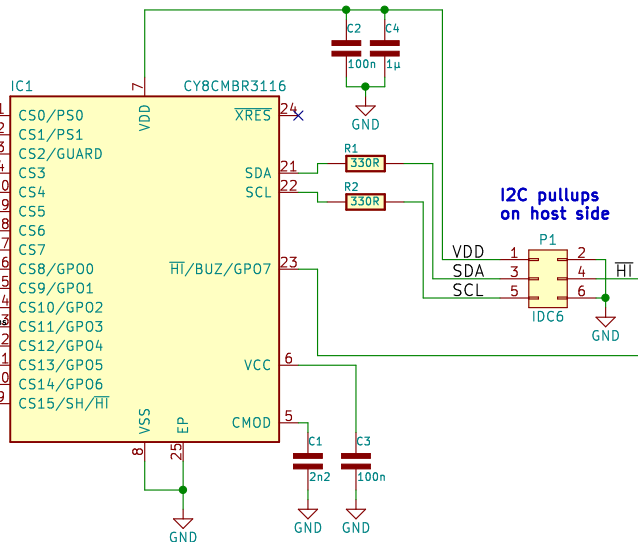 C2
C4
100n
1µ
IC1
CY8CMBR3116
7
GND
VDD
CS0/PS0
XRES
24
CS1/PS1
CS2/GUARD
R1
CS3
SDA
21
330R
CS4
SCL
22
R2
330R
CS5
I2C pullups
on host side
CS6
CS7
P1
VDD
1
2
CS8/GPO0
HI/BUZ/GPO7
23
SDA
3
4
HI
CS9/GPO1
SCL
5
6
CS10/GPO2
IDC6
CS11/GPO3
GND
CS12/GPO4
CS13/GPO5
VCC
6
CS14/GPO6
CS15/SH/HI
VSS
EP
CMOD
5
8
25
C1
C3
2n2
100n
GND
GND
GND